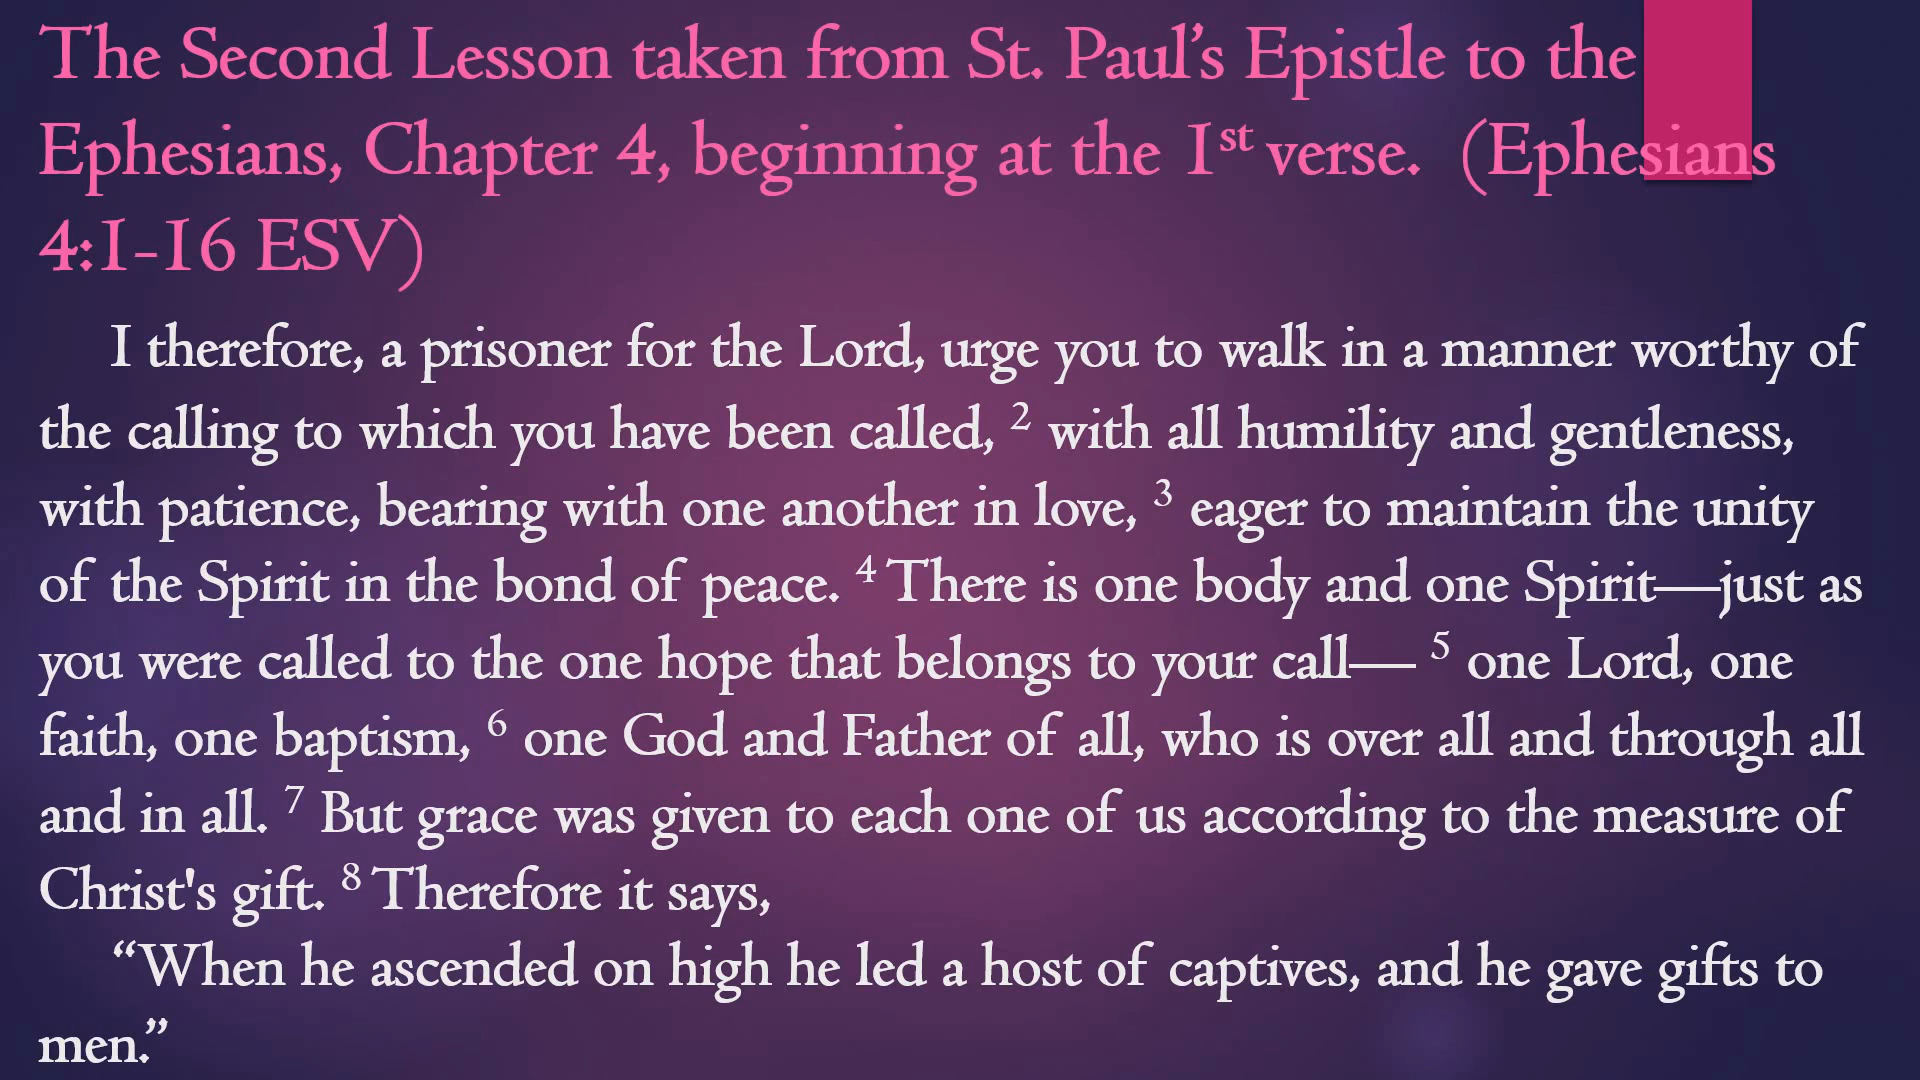 The Second Lesson taken from St. Paul’s Epistle to the
Ephesians, Chapter 4, beginning at the 1st verse. (Ephesians
4:1-16 ESV)
I therefore, a prisoner for the Lord, urge you to walk in a manner worthy of
the calling to which you have been called, 2 with all humility and gentleness,
with patience, bearing with one another in love, 3 eager to maintain the unity
of the Spirit in the bond of peace. 4 There is one body and one Spirit—just as
you were called to the one hope that belongs to your call— 5 one Lord, one
faith, one baptism, 6 one God and Father of all, who is over all and through all
and in all. 7 But grace was given to each one of us according to the measure of
Christ's gift. 8 Therefore it says,
“When he ascended on high he led a host of captives, and he gave gifts to
men.”